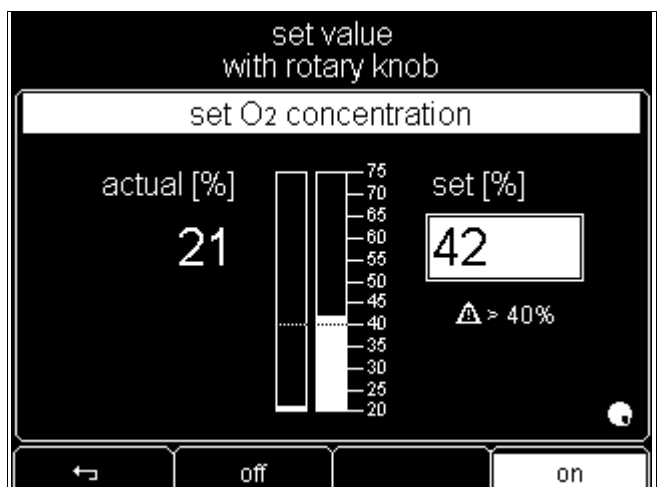 set value
with rotary knob
set O2 concentration
actual [%]
21
75
70
65
60
55
50
45
40
35
30
25
20
set [%]
42
⚠ > 40%
off
on